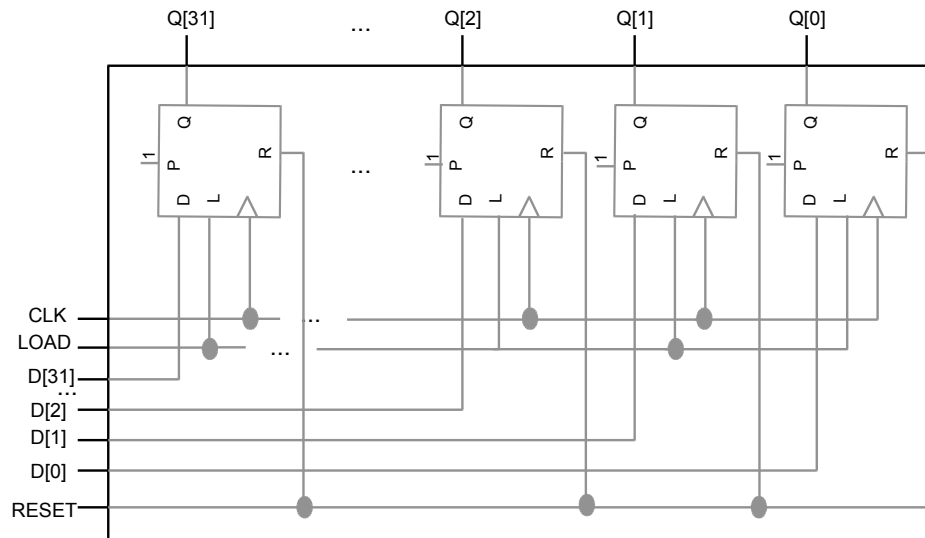 Q[31] ... Q[2] Q[1] Q[0]
Q Q Q Q
1 P R ... 1 P R 1 P R 1 P R
D L D L D L D L
CLK ...
LOAD ...
D[31]
...
D[2]
D[1]
D[0]
RESET